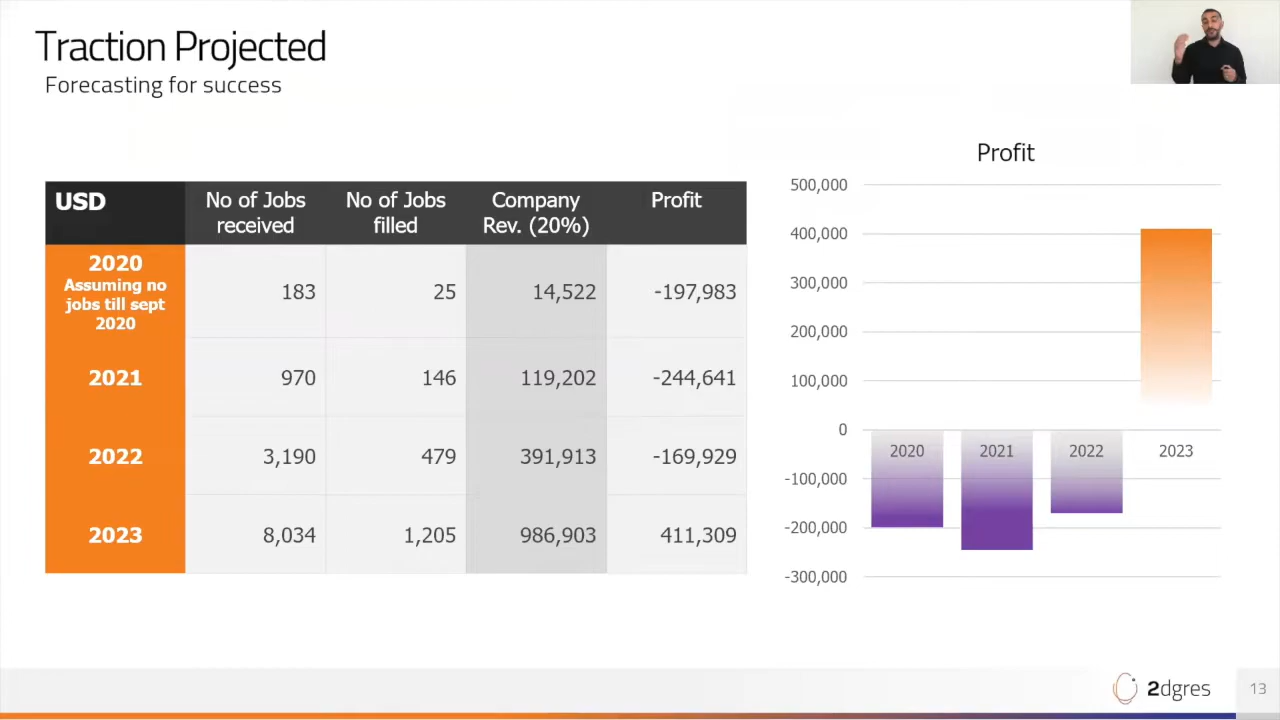 Traction Projected
Forecasting for success
USD
No of Jobs
received
No of Jobs
filled
Company
Rev. (20%)
Profit
2020
Assuming no
jobs till sept
2020
183
25
14,522
-197,983
2021
970
146
119,202
-244,641
2022
3,190
479
391,913
-169,929
2023
8,034
1,205
986,903
411,309
Profit
500,000
400,000
300,000
200,000
100,000
0
2020
2021
2022
2023
-100,000
-200,000
-300,000
2dgres
13